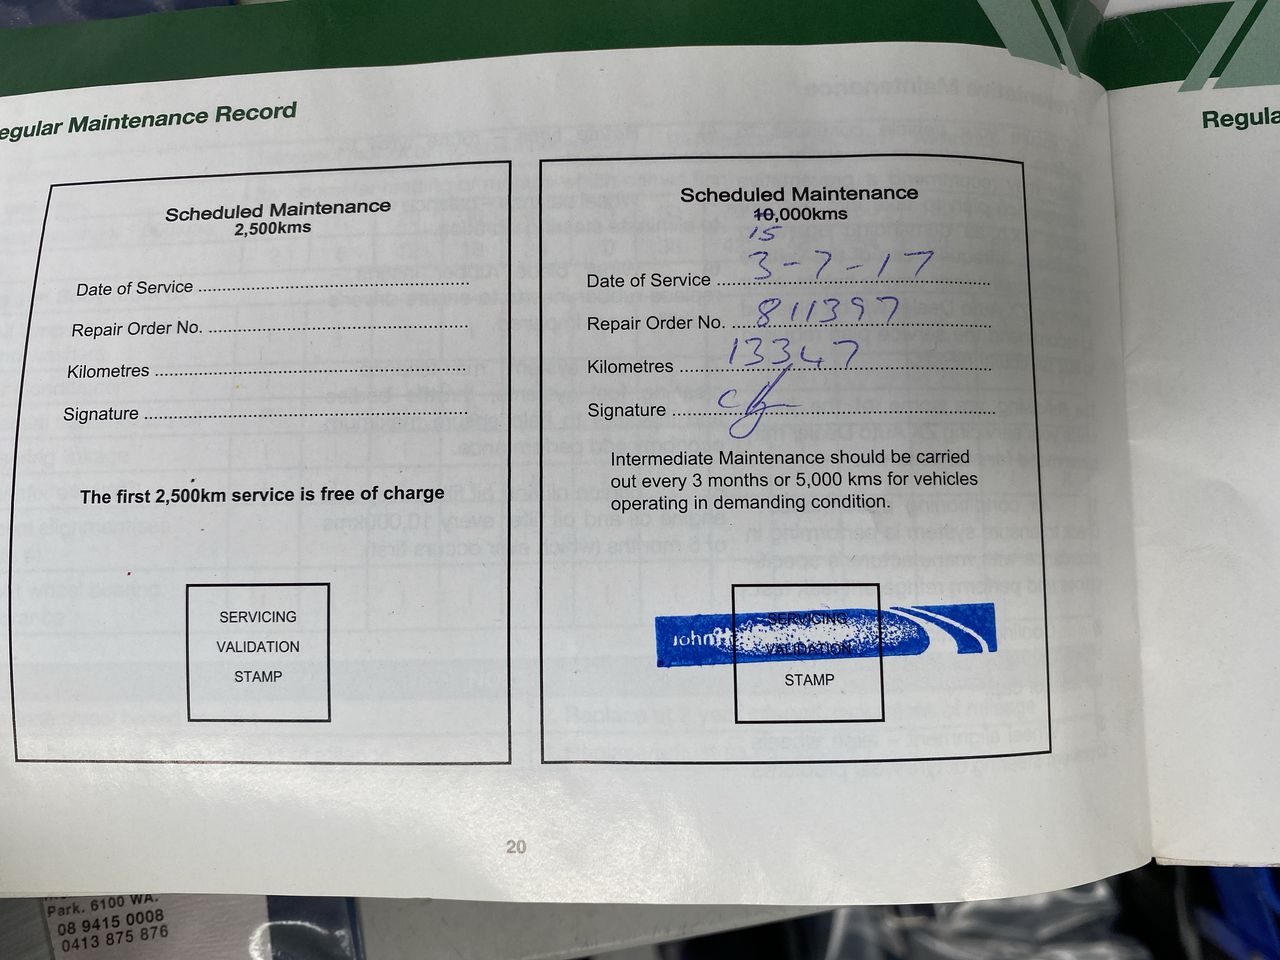 egular Maintenance Record
Scheduled Maintenance
2,500kms
Date of Service
Repair Order No.
Kilometres
Signature
The first 2,500km service is free of charge
SERVICING
VALIDATION
STAMP
Scheduled Maintenance
10,000kms
15
Date of Service 3-7-17
Repair Order No. 811397
Kilometres 13347
Signature
Intermediate Maintenance should be carried
out every 3 months or 5,000 kms for vehicles
operating in demanding condition.
SERVICING
VALIDATION
STAMP
John
20
Regula
Park. 6100 WA.
08 9415 0008
0413 875 876